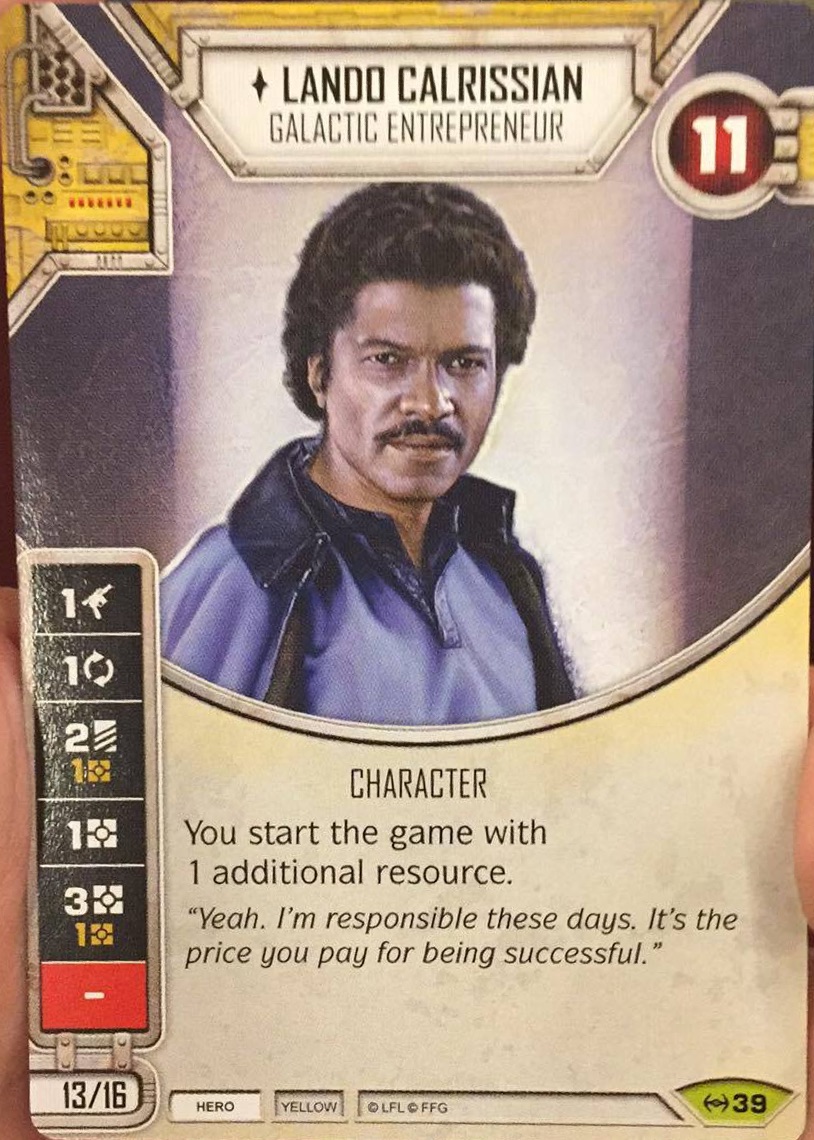 LANDO CALRISSIAN
GALACTIC ENTREPRENEUR
11
1
1
2
1
1
3
1
-
CHARACTER
You start the game with
1 additional resource.
“Yeah. I’m responsible these days. It’s the
price you pay for being successful.”
13/16
HERO
YELLOW
© LFL © FFG
39